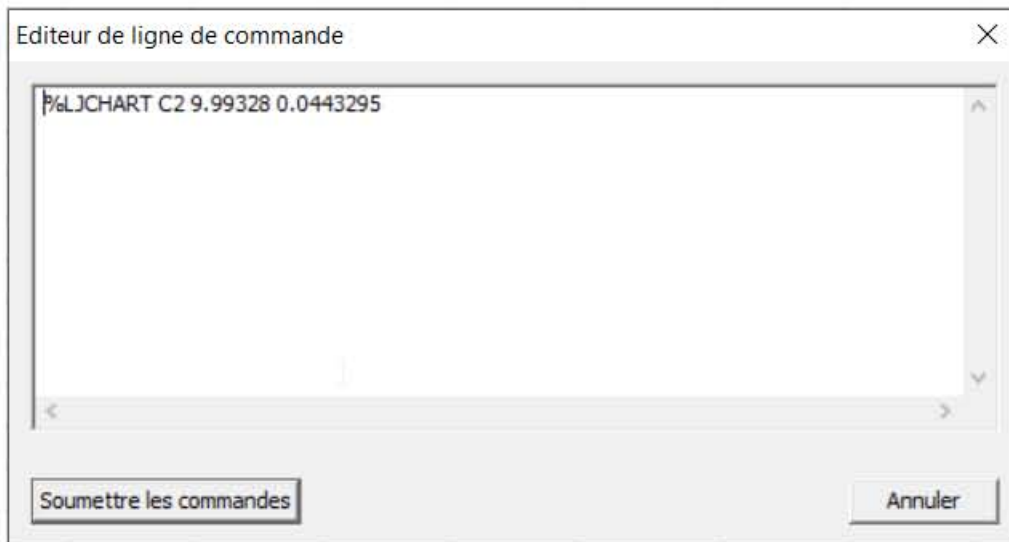 Editeur de ligne de commande
%LJCHART C2 9.99328 0.0443295
Soumettre les commandes
Annuler